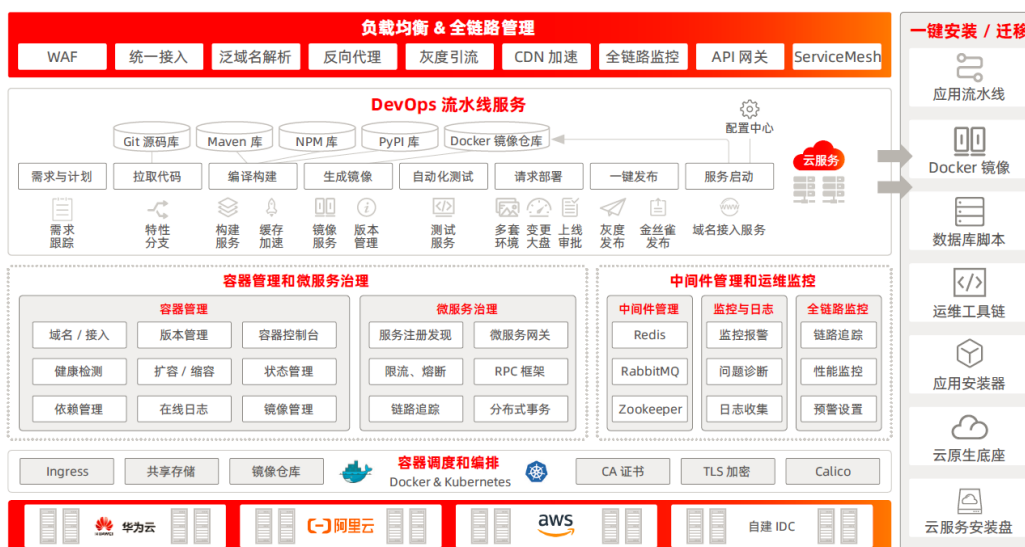 负载均衡 & 全链路管理
WAF
统一接入
泛域名解析
反向代理
灰度引流
CDN 加速
全链路监控
API 网关
ServiceMesh
DevOps 流水线服务
配置中心
Git 源码库
Maven 库
NPM 库
PyPI 库
Docker 镜像仓库
云服务
需求与计划
拉取代码
编译构建
生成镜像
自动化测试
请求部署
一键发布
服务启动
需求
跟踪
特性
分支
构建
服务
缓存
加速
镜像
服务
版本
管理
测试
服务
多套
环境
变更
大盘
上线
审批
灰度
发布
金丝雀
发布
www
域名接入服务
容器管理和微服务治理
容器管理
域名 / 接入
版本管理
容器控制台
健康检测
扩容 / 缩容
状态管理
依赖管理
在线日志
镜像管理
微服务治理
服务注册发现
微服务网关
限流、熔断
RPC 框架
链路追踪
分布式事务
中间件管理和运维监控
中间件管理
Redis
RabbitMQ
Zookeeper
监控与日志
监控报警
问题诊断
日志收集
全链路监控
链路追踪
性能监控
预警设置
容器调度和编排
Docker & Kubernetes
Ingress
共享存储
镜像仓库
CA 证书
TLS 加密
Calico
HUAWEI
华为云
阿里云
aws
自建 IDC
一键安装 / 迁移
应用流水线
Docker 镜像
数据库脚本
运维工具链
应用安装器
云原生底座
云服务安装盘